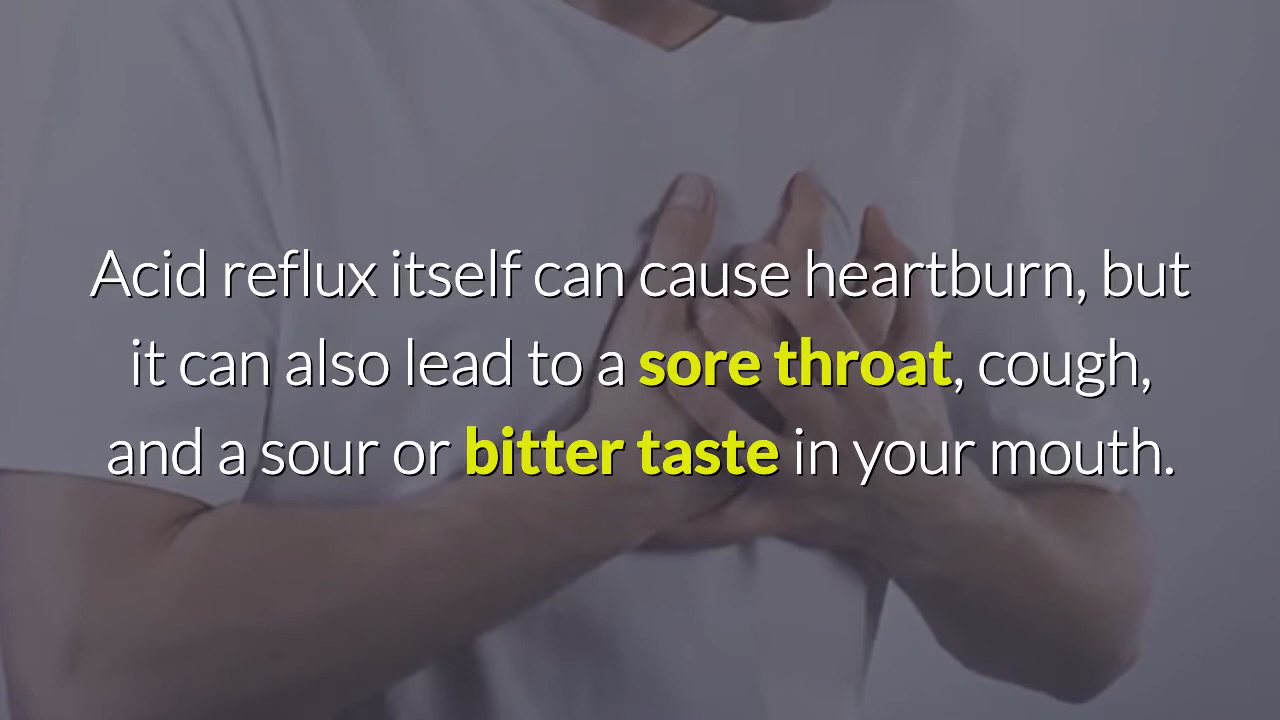 Acid reflux itself can cause heartburn, but
it can also lead to a sore throat, cough,
and a sour or bitter taste in your mouth.